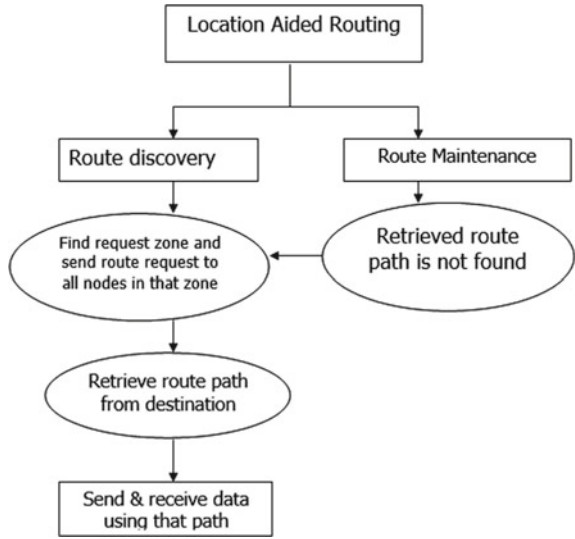 Location Aided Routing
Route discovery
Route Maintenance
Find request zone and
send route request to
all nodes in that zone
Retrieved route
path is not found
Retrieve route path
from destination
Send & receive data
using that path